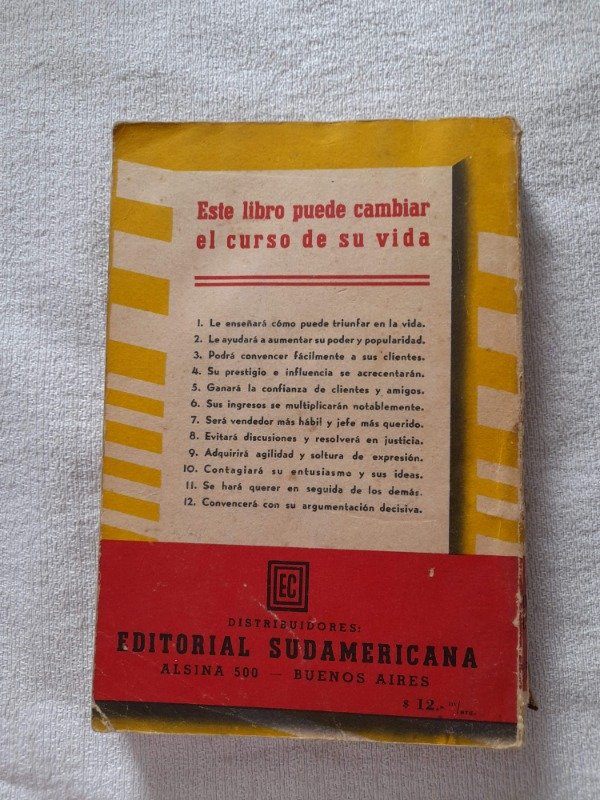 Este libro puede cambiar
el curso de su vida
1. Le enseñará cómo puede triunfar en la vida.
2. Le ayudará a aumentar su poder y popularidad.
3. Podrá convencer fácilmente a sus clientes.
4. Su prestigio e influencia se acrecentarán.
5. Ganará la confianza de clientes y amigos.
6. Sus ingresos se multiplicarán notablemente.
7. Será vendedor más hábil y jefe más querido.
8. Evitará discusiones y resolverá en justicia.
9. Adquirirá agilidad y soltura de expresión.
10. Contagiará su entusiasmo y sus ideas.
11. Se hará querer en seguida de los demás.
12. Convencerá con su argumentación decisiva.
EC
DISTRIBUIDORES:
EDITORIAL SUDAMERICANA
ALSINA 500 — BUENOS AIRES
$ 12.- m/arg.